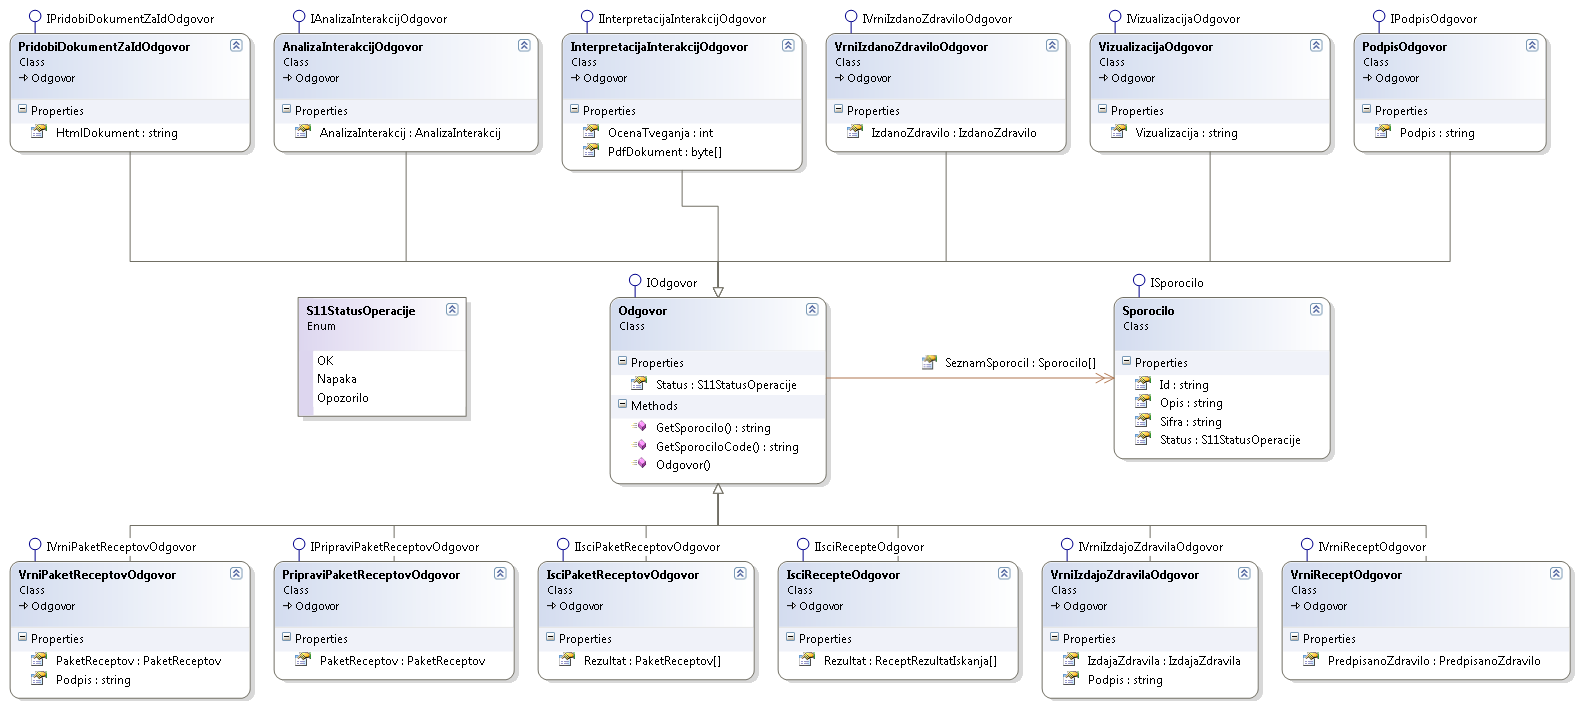 IPridobiDokumentZaIdOdgovor
PridobiDokumentZaIdOdgovor
Class
Odgovor
Properties
HtmlDokument : string
IAnalizaInterakcijOdgovor
AnalizaInterakcijOdgovor
Class
Odgovor
Properties
AnalizaInterakcij : AnalizaInterakcij
IInterpretacijaInterakcijOdgovor
InterpretacijaInterakcijOdgovor
Class
Odgovor
Properties
OcenaTveganja : int
PdfDokument : byte[]
IVrniIzdanoZdraviloOdgovor
VrniIzdanoZdraviloOdgovor
Class
Odgovor
Properties
IzdanoZdravilo : IzdanoZdravilo
IVizualizacijaOdgovor
VizualizacijaOdgovor
Class
Odgovor
Properties
Vizualizacija : string
IPodpisOdgovor
PodpisOdgovor
Class
Odgovor
Properties
Podpis : string
S11StatusOperacije
Enum
OK
Napaka
Opozorilo
IOdgovor
Odgovor
Class
Properties
Status : S11StatusOperacije
Methods
GetSporocilo() : string
GetSporociloCode() : string
Odgovor()
SeznamSporocil : Sporocilo[]
ISporocilo
Sporocilo
Class
Properties
Id : string
Opis : string
Sifra : string
Status : S11StatusOperacije
IVrniPaketReceptovOdgovor
VrniPaketReceptovOdgovor
Class
Odgovor
Properties
PaketReceptov : PaketReceptov
Podpis : string
IPripraviPaketReceptovOdgovor
PripraviPaketReceptovOdgovor
Class
Odgovor
Properties
PaketReceptov : PaketReceptov
IIsciPaketReceptovOdgovor
IsciPaketReceptovOdgovor
Class
Odgovor
Properties
Rezultat : PaketReceptov[]
IIsciRecepteOdgovor
IsciRecepteOdgovor
Class
Odgovor
Properties
Rezultat : ReceptRezultatIskanja[]
IVrniIzdajoZdravilaOdgovor
VrniIzdajoZdravilaOdgovor
Class
Odgovor
Properties
IzdajaZdravila : IzdajaZdravila
Podpis : string
IVrniReceptOdgovor
VrniReceptOdgovor
Class
Odgovor
Properties
PredpisanoZdravilo : PredpisanoZdravilo